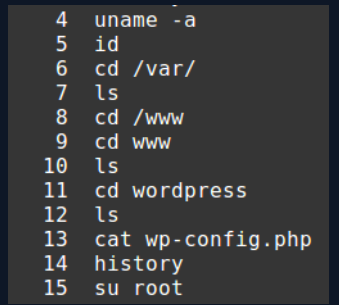 4 uname -a
5 id
6 cd /var/
7 ls
8 cd /www
9 cd www
10 ls
11 cd wordpress
12 ls
13 cat wp-config.php
14 history
15 su root